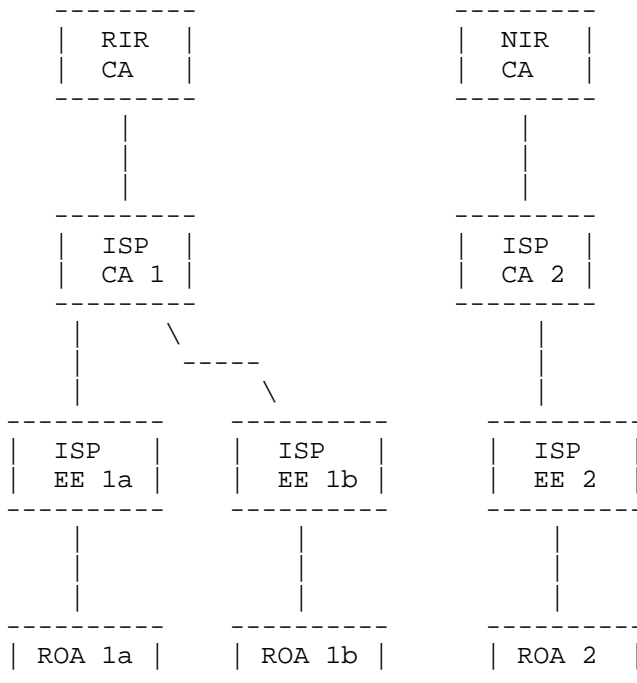 RIR NIR
CA CA
ISP ISP
CA 1 CA 2
ISP ISP ISP
EE 1a EE 1b EE 2
ROA 1a ROA 1b ROA 2